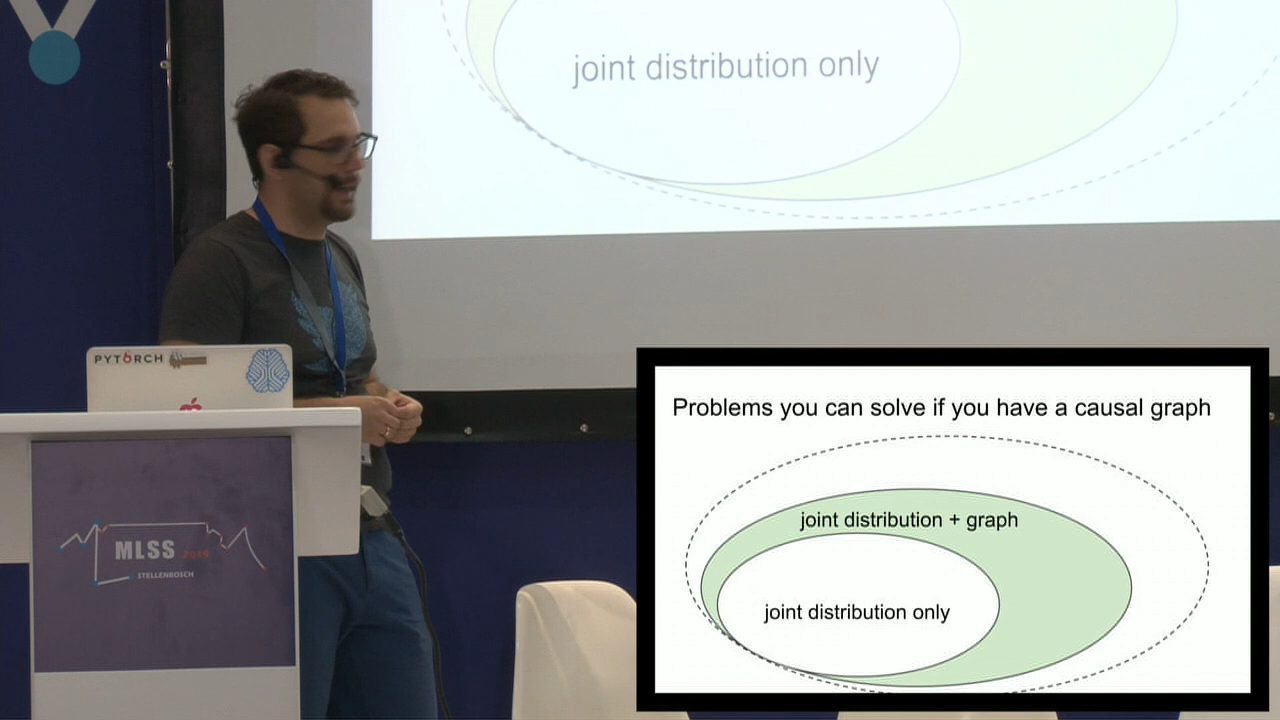 joint distribution only
PYTORCH
MLSS 2019
STELLENBOSCH
Problems you can solve if you have a causal graph
joint distribution + graph
joint distribution only